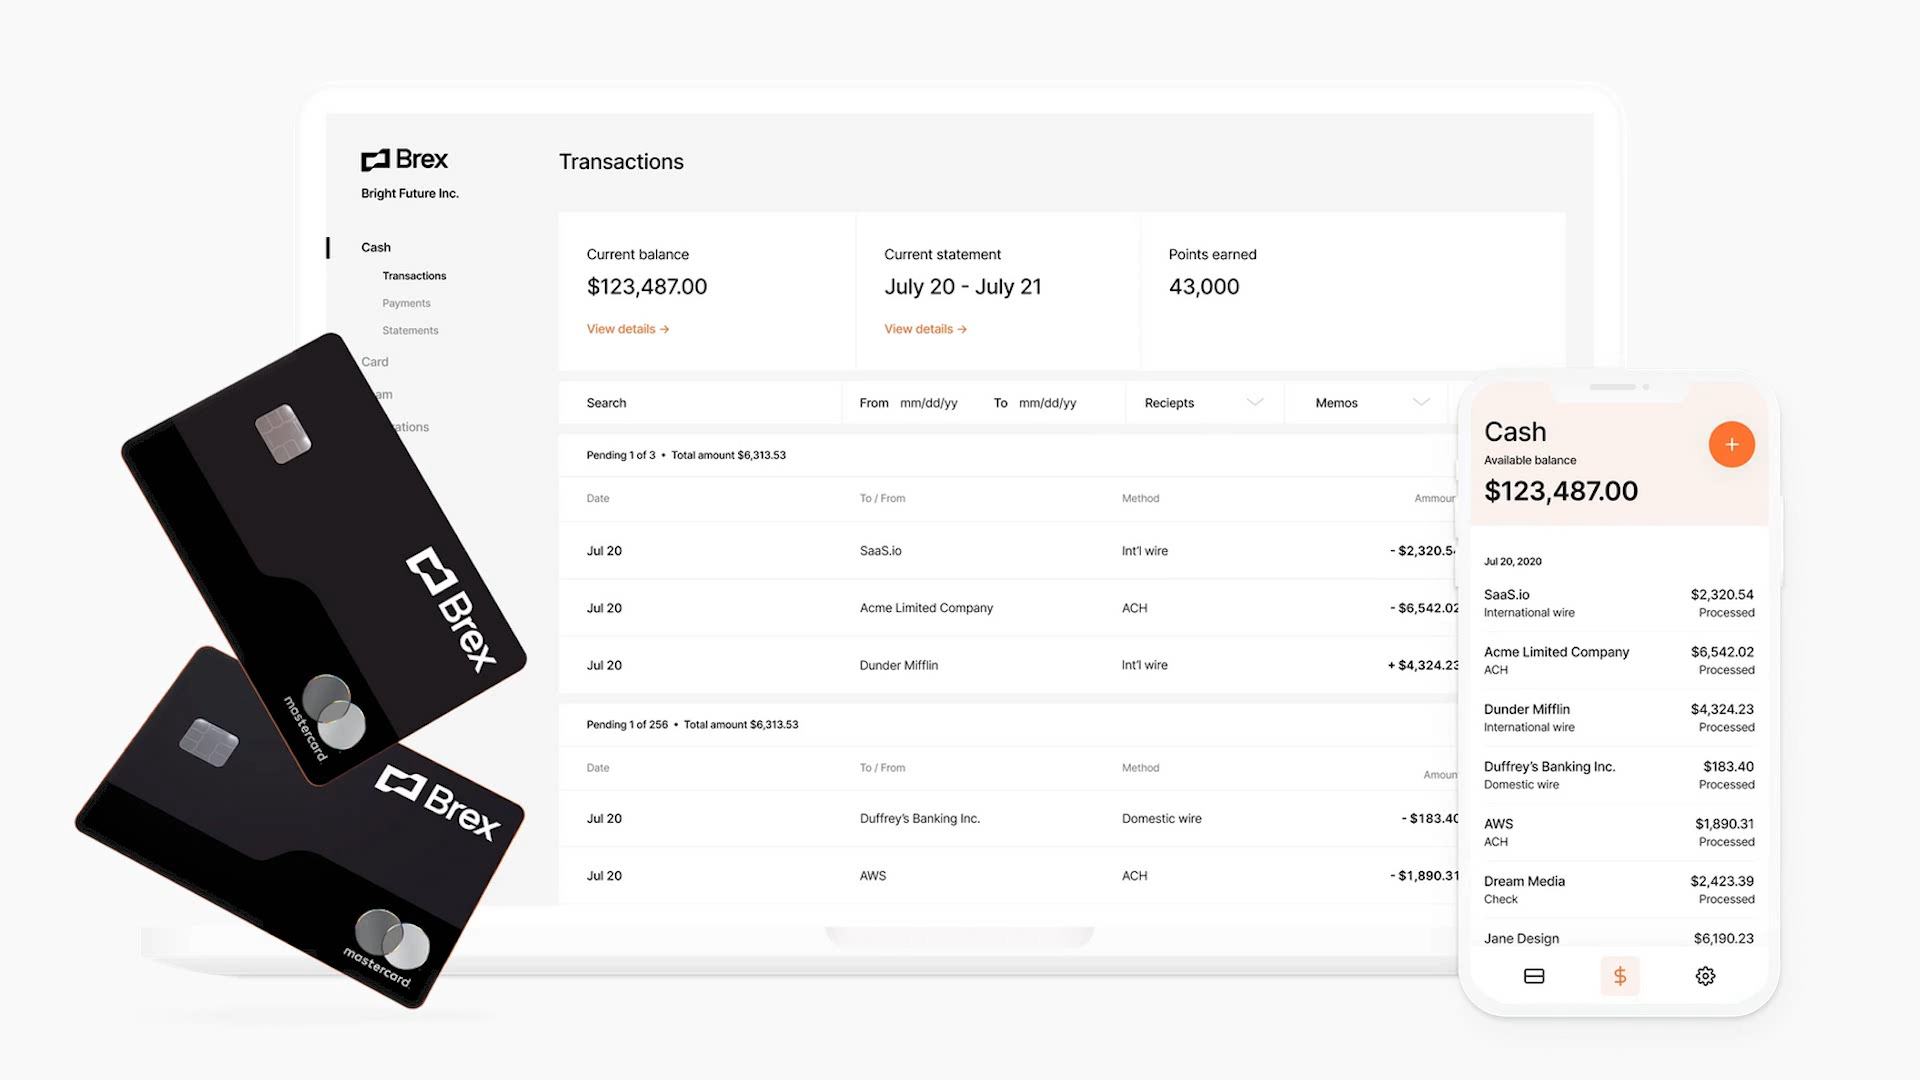 Brex
Bright Future Inc.
Cash
Transactions
Payments
Statements
Card
Transactions
Current balance
$123,487.00
View details →
Current statement
July 20 - July 21
View details →
Points earned
43,000
Search
From mm/dd/yy To mm/dd/yy
Reciepts
Memos
Pending 1 of 3 • Total amount $6,313.53
Date To / From Method
Jul 20 SaaS.io Int'l wire
Jul 20 Acme Limited Company ACH - $6,542.02
Jul 20 Dunder Mifflin Int'l wire + $4,324.23
Pending 1 of 256 • Total amount $6,313.53
Date To / From Method
Jul 20 Duffrey's Banking Inc. Domestic wire - $183.40
Jul 20 AWS ACH - $1,890.31
Brex
mastercard
Brex
mastercard
Cash
+
Available balance
$123,487.00
Jul 20, 2020
SaaS.io $2,320.54
International wire Processed
Acme Limited Company $6,542.02
ACH Processed
Dunder Mifflin $4,324.23
International wire Processed
Duffrey's Banking Inc. $183.40
Domestic wire Processed
AWS $1,890.31
ACH Processed
Dream Media $2,423.39
Check Processed
Jane Design $6,190.23
$